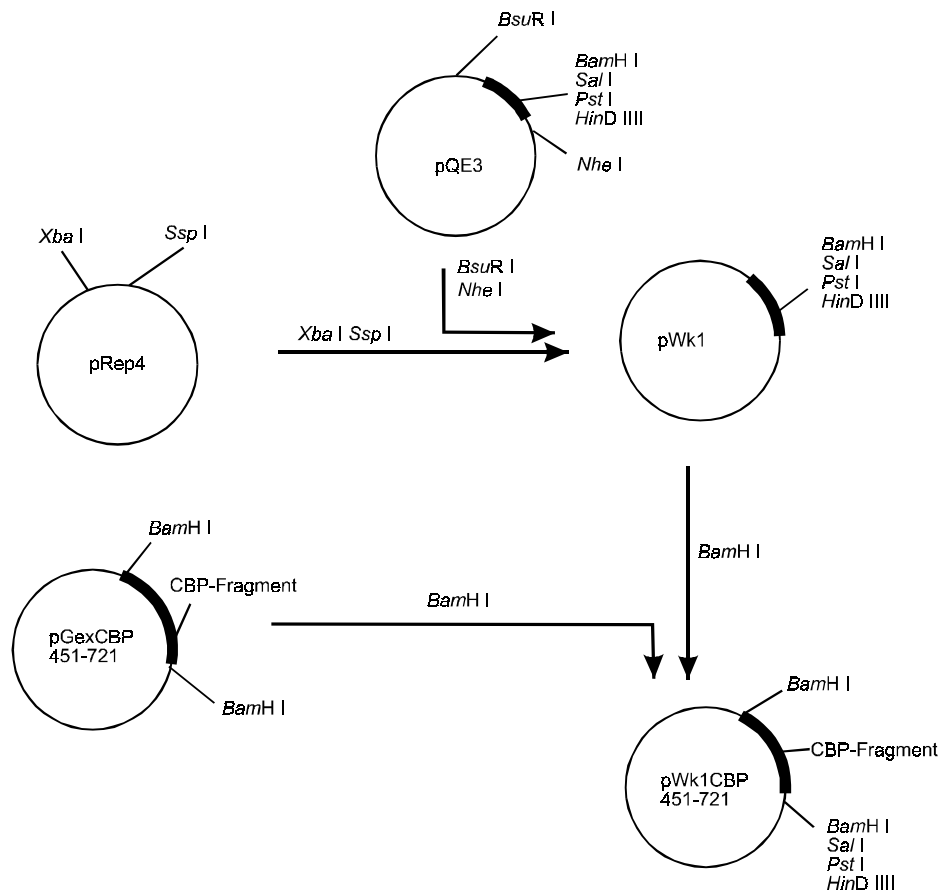 BsuR I
BamH I
Sal I
Pst I
HinD IIII
pQE3
Nhe I
Xba I
Ssp I
BsuR I
Nhe I
Xba I Ssp I
pRep4
BamH I
Sal I
Pst I
HinD IIII
pWk1
BamH I
CBP-Fragment
pGexCBP
451-721
BamH I
BamH I
BamH I
BamH I
CBP-Fragment
pWk1CBP
451-721
BamH I
Sal I
Pst I
HinD IIII